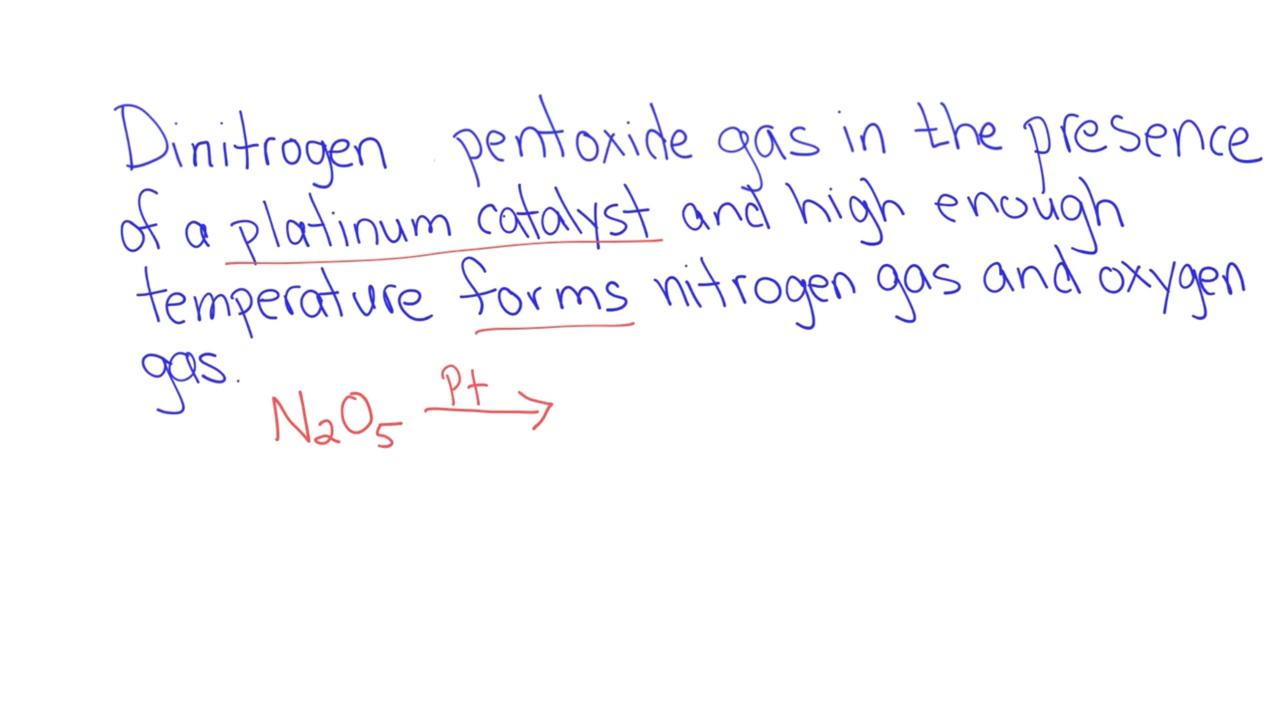 Dinitrogen pentoxide gas in the presence
of a platinum catalyst and high enough
temperature forms nitrogen gas and oxygen
gas.
N₂O₅ Pt→